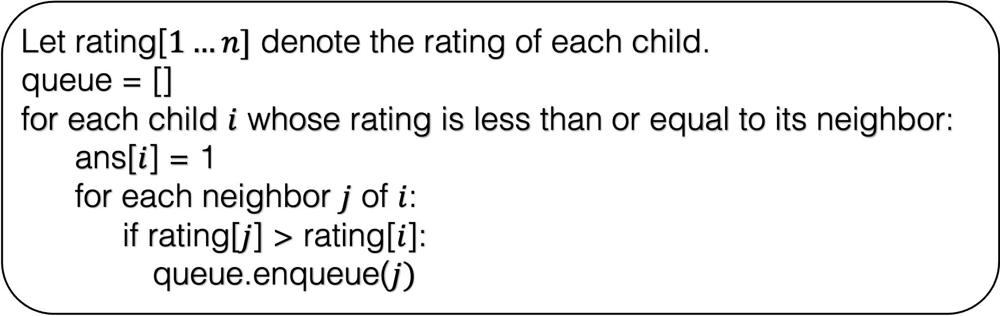 Let rating[1 ... n] denote the rating of each child.
queue = []
for each child i whose rating is less than or equal to its neighbor:
ans[i] = 1
for each neighbor j of i:
if rating[j] > rating[i]:
queue.enqueue(j)